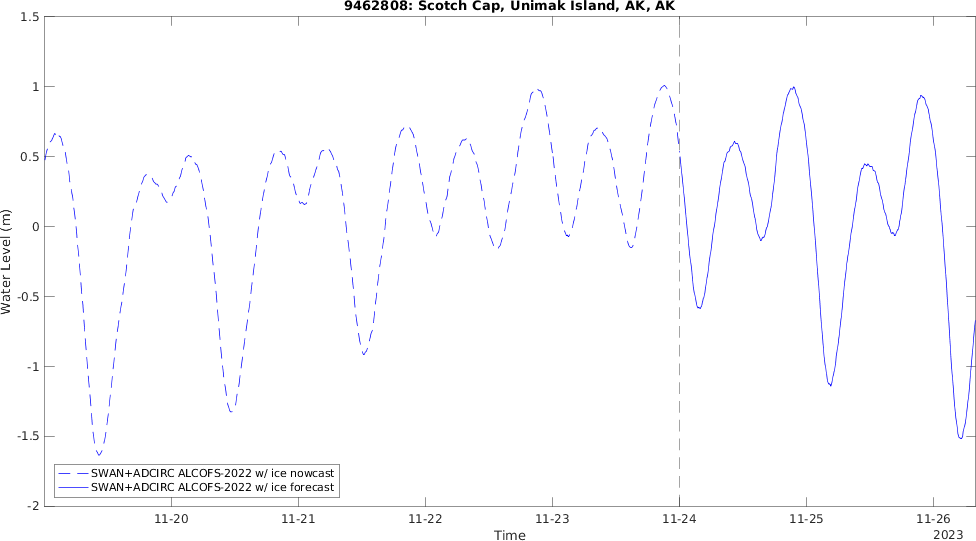 9462808: Scotch Cap, Unimak Island, AK, AK
Water Level (m)
1.5
1
0.5
0
-0.5
-1
-1.5
-2
SWAN+ADCIRC ALCOFS-2022 w/ ice nowcast
SWAN+ADCIRC ALCOFS-2022 w/ ice forecast
11-20 11-21 11-22 11-23 11-24 11-25 11-26
Time
2023